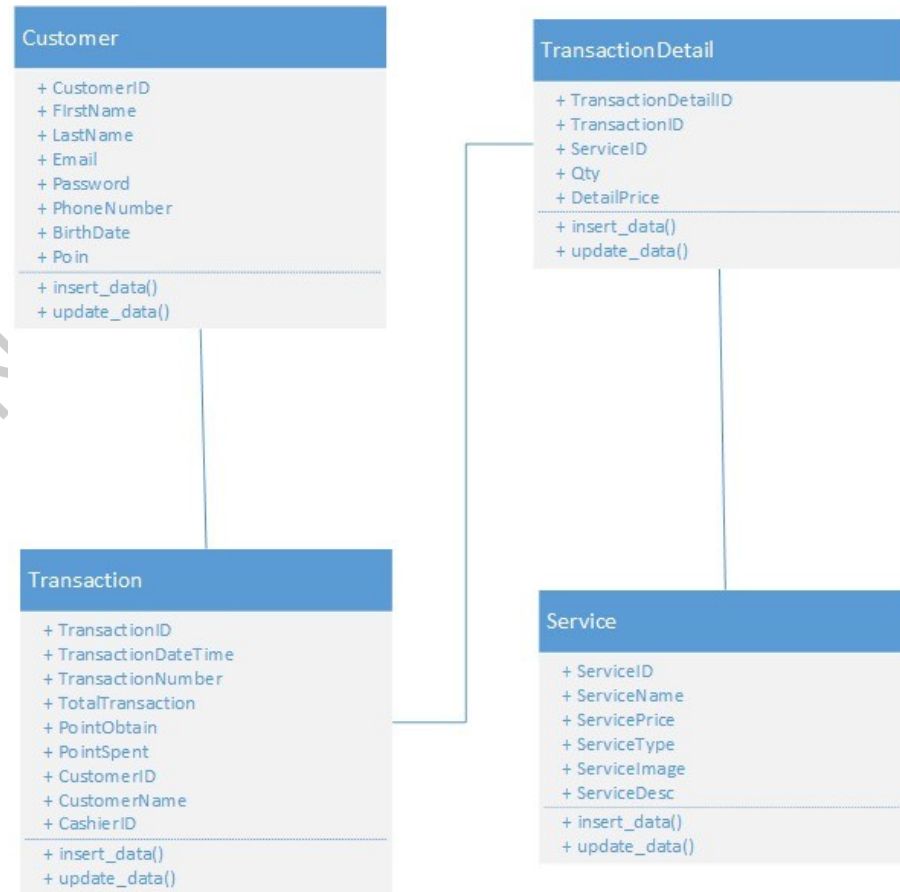 Customer
+ CustomerID
+ FirstName
+ LastName
+ Email
+ Password
+ PhoneNumber
+ BirthDate
+ Poin
+ insert_data()
+ update_data()
TransactionDetail
+ TransactionDetailID
+ TransactionID
+ ServiceID
+ Qty
+ DetailPrice
+ insert_data()
+ update_data()
Transaction
+ TransactionID
+ TransactionDateTime
+ TransactionNumber
+ TotalTransaction
+ PointObtain
+ PointSpent
+ CustomerID
+ CustomerName
+ CashierID
+ insert_data()
+ update_data()
Service
+ ServiceID
+ ServiceName
+ ServicePrice
+ ServiceType
+ ServiceImage
+ ServiceDesc
+ insert_data()
+ update_data()